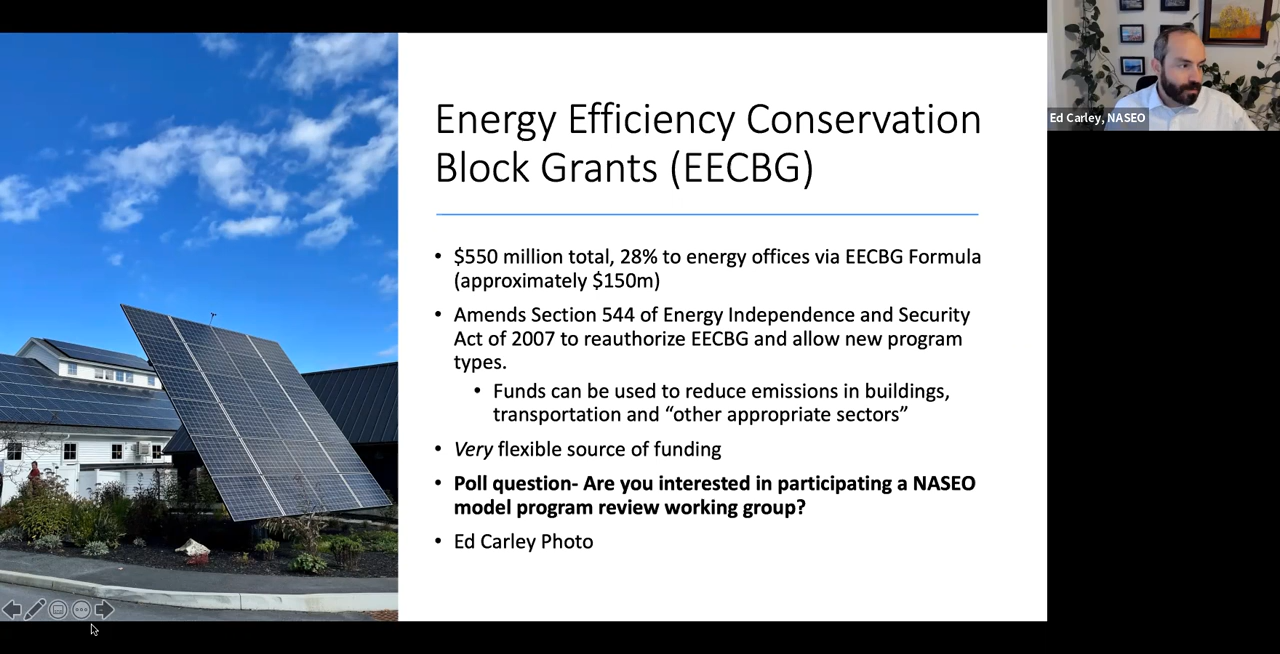 Energy Efficiency Conservation
Block Grants (EECBG)
• $550 million total, 28% to energy offices via EECBG Formula
(approximately $150m)
• Amends Section 544 of Energy Independence and Security
Act of 2007 to reauthorize EECBG and allow new program
types.
• Funds can be used to reduce emissions in buildings,
transportation and “other appropriate sectors”
• Very flexible source of funding
• Poll question- Are you interested in participating a NASEO
model program review working group?
• Ed Carley Photo
Ed Carley, NASEO